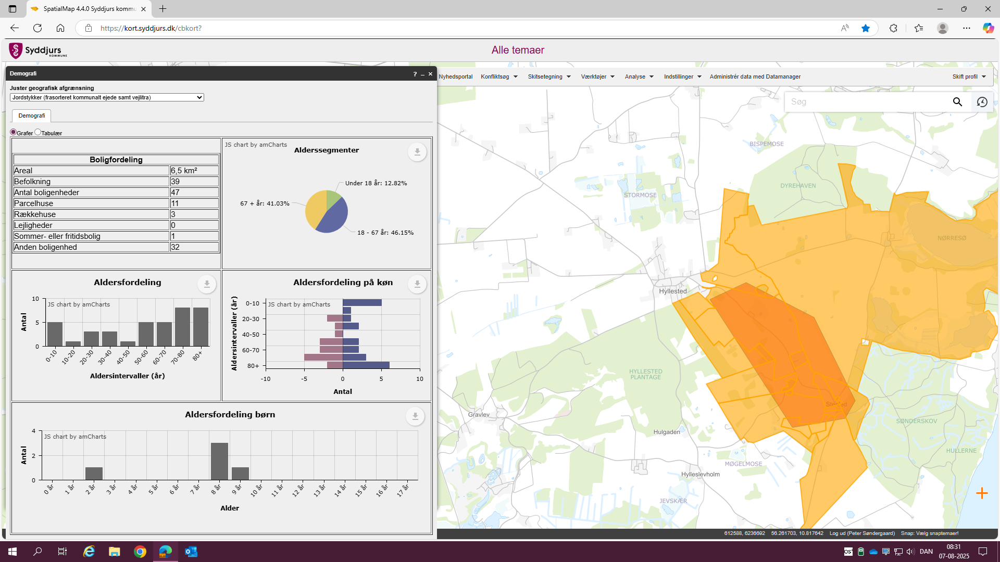 SpatialMap 4.4.0 Syddjurs kommu
https://kort.syddjurs.dk/cbkort?
Syddjurs
KOMMUNE
Alle temaer
Demografi
?
Nyhedsportal
Konfliktsøg
Skitsetegning
Værktøjer
Analyse
Indstillinger
Administrér data med Datamanager
Skift profil
Søg
Juster geografisk afgrænsning
Jordstykker (frasorteret kommunalt ejede samt vejlitra)
Demografi
Grafer Tabulær
Boligfordeling
Areal 6,5 km²
Befolkning 39
Antal boligenheder 47
Parcelhuse 11
Rækkehuse 3
Lejligheder 0
Sommer- eller fritidsbolig 1
Anden boligenhed 32
JS chart by amCharts
Alderssegmenter
Under 18 år: 12.82%
67 + år: 41.03%
18 - 67 år: 46.15%
Aldersfordeling
JS chart by amCharts
Antal
10
5
0
0-10 10-20 20-30 30-40 40-50 50-60 60-70 70-80 80+
Aldersintervaller (år)
Aldersfordeling på køn
JS chart by amCharts
Aldersintervaller (år)
0-10
20-30
40-50
60-70
80+
-10 -5 0 5 10
Antal
Aldersfordeling børn
JS chart by amCharts
Antal
4
2
0
0 år 1 år 2 år 3 år 4 år 5 år 6 år 7 år 8 år 9 år 10 år 11 år 12 år 13 år 14 år 15 år 16 år 17 år
Alder
BISPEMOSE
DYREHAVEN
STORMOSE
NØRRESØ
Hyllested
HYLLESTED
PLANTAGE
Stensed
Gravlev
SØNDERSKOV
Hulgaden
HULLERNE
MØGELMOSE
Hylleslevholm
JEVSKÆR
612588, 6236692 56.261703, 10.817642 Log ud (Peter Søndergaard) Snap: Vælg snaptemaer!
DAN
08:31
07-08-2025